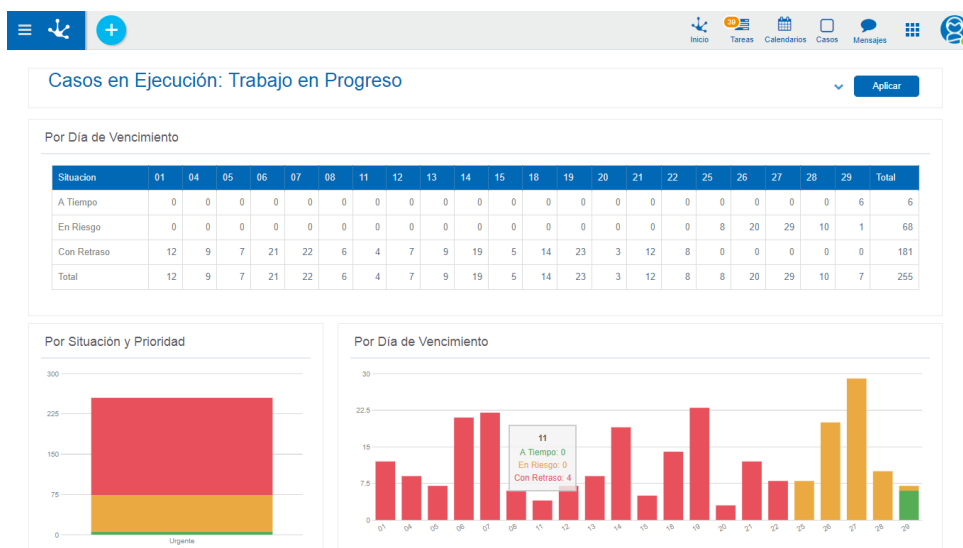 39
Inicio Tareas Calendarios Casos Mensajes
Casos en Ejecución: Trabajo en Progreso
Aplicar
Por Día de Vencimiento
Situacion 01 04 05 06 07 08 11 12 13 14 15 18 19 20 21 22 25 26 27 28 29 Total
A Tiempo 0 0 0 0 0 0 0 0 0 0 0 0 0 0 0 0 0 0 0 0 6 6
En Riesgo 0 0 0 0 0 0 0 0 0 0 0 0 0 0 0 0 8 20 29 10 1 68
Con Retraso 12 9 7 21 22 6 4 7 9 19 5 14 23 3 12 8 0 0 0 0 0 181
Total 12 9 7 21 22 6 4 7 9 19 5 14 23 3 12 8 8 20 29 10 7 255
Por Situación y Prioridad
300
225
150
75
0
Urgente
Por Día de Vencimiento
30
22.5
15
7.5
0
11
A Tiempo: 0
En Riesgo: 0
Con Retraso: 4
01 04 05 06 07 08 11 12 13 14 15 18 19 20 21 22 25 26 27 28 29